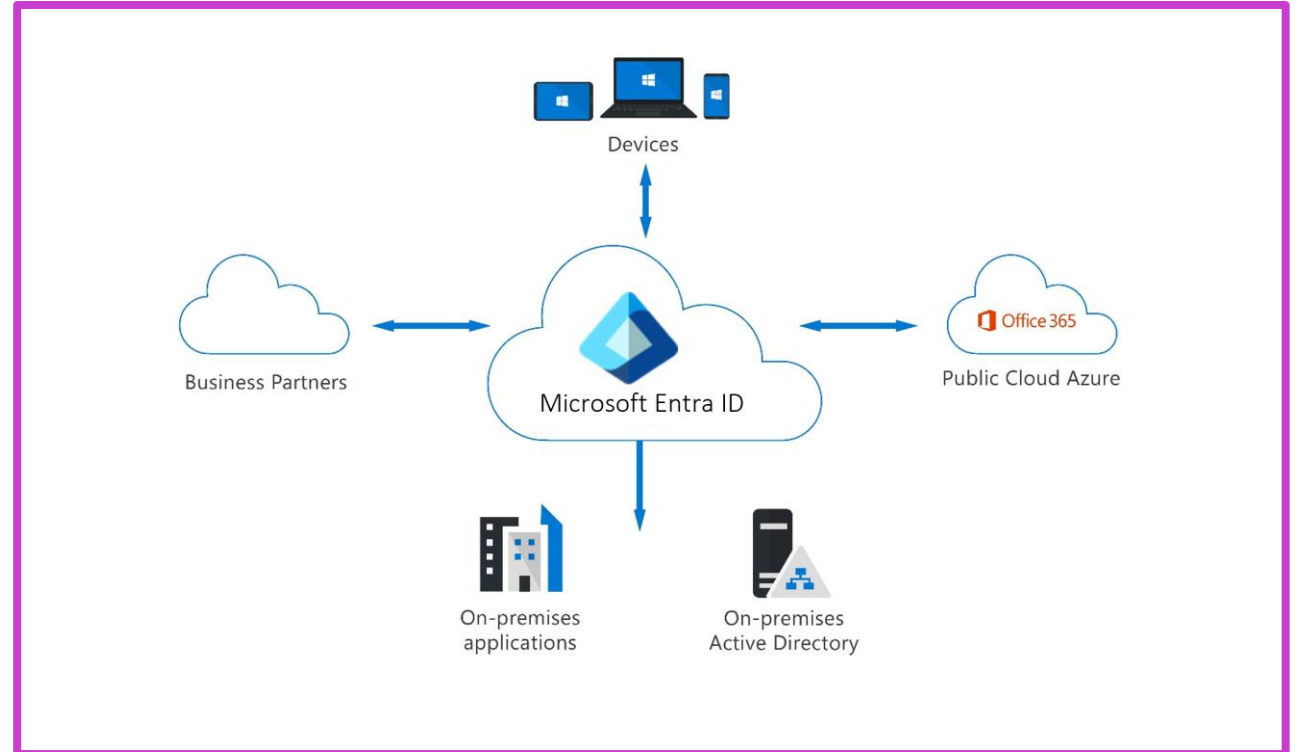 Devices
Office 365
Business Partners
Public Cloud Azure
Microsoft Entra ID
On-premises
applications
On-premises
Active Directory